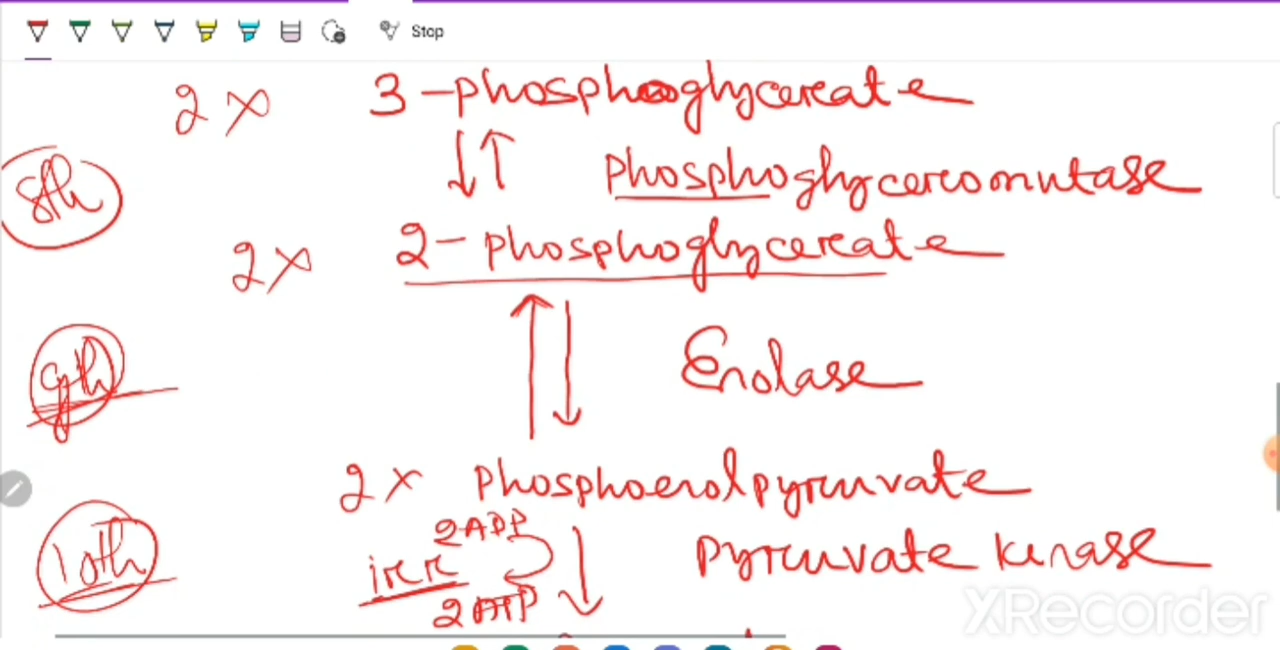 Stop
2 x 3-phosphoglycerate
8th phosphoglyceromutase
2 x 2-phosphoglycerate
9th Enolase
2 x Phosphoenolpyruvate
2ADP
10th irr pyruvate kinase
2ATP
XRecorder